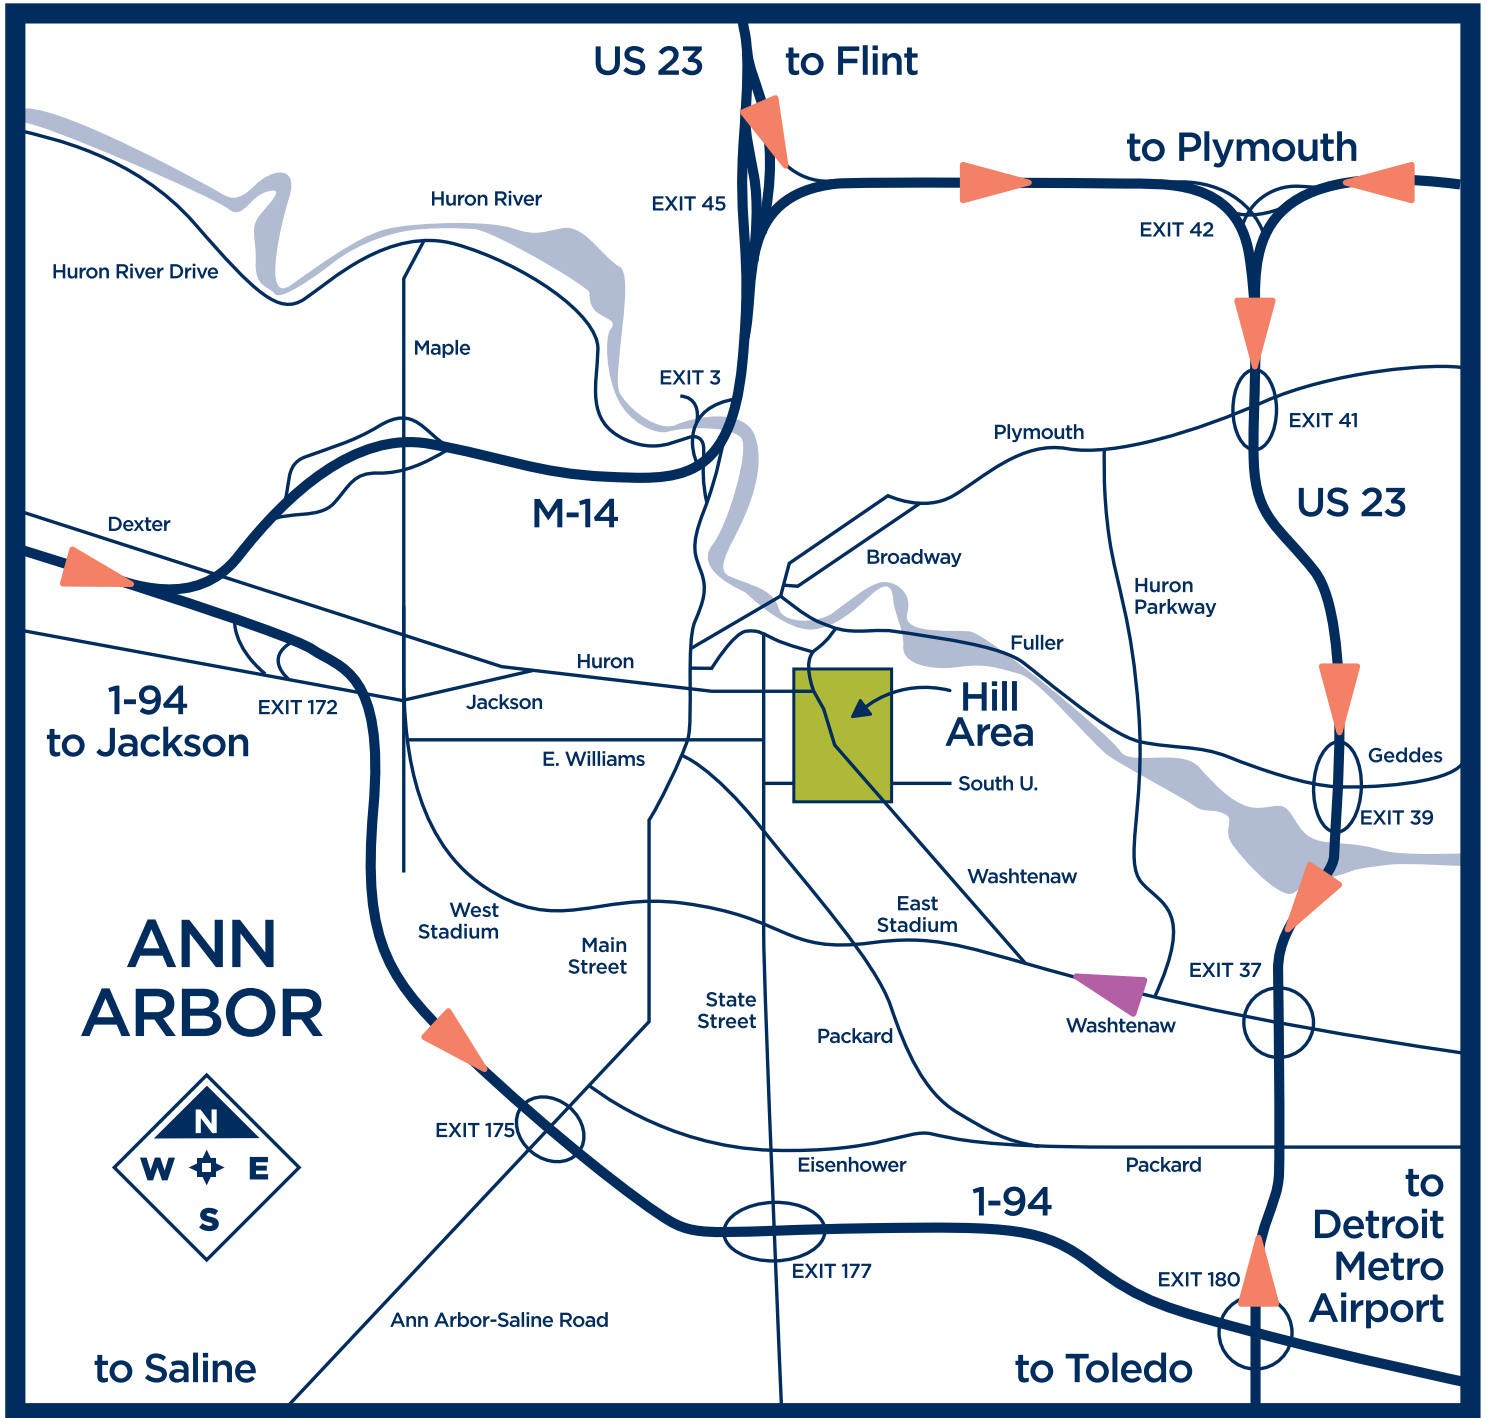 US 23
to Flint
to Plymouth
Huron River
EXIT 45
EXIT 42
Huron River Drive
Maple
EXIT 3
Plymouth
EXIT 41
US 23
M-14
Dexter
Broadway
Huron
Parkway
Fuller
Huron
1-94
to Jackson
EXIT 172
Jackson
Hill
Area
E. Williams
South U.
Geddes
EXIT 39
Washtenaw
West
Stadium
East
Stadium
Main
Street
ANN
ARBOR
EXIT 37
State
Street
Packard
Washtenaw
N
W
E
S
EXIT 175
Eisenhower
Packard
1-94
to
Detroit
Metro
Airport
EXIT 177
EXIT 180
Ann Arbor-Saline Road
to Saline
to Toledo